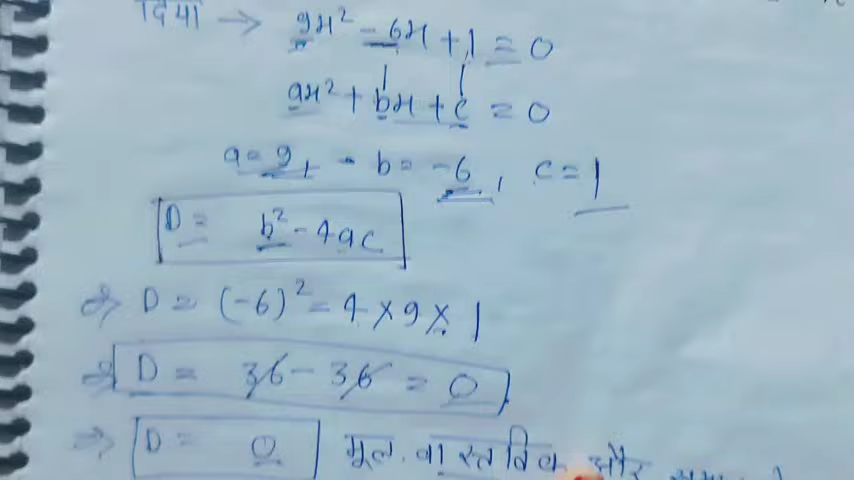 दिया → 9x² - 6x + 1 = 0
ax² + bx + c = 0
a = 9, - b = -6, c = 1
D = b² - 4ac
⇒ D = (-6)² - 4 × 9 × 1
⇒ D = 36 - 36 = 0
⇒ D = 0 मूल वास्तविक और